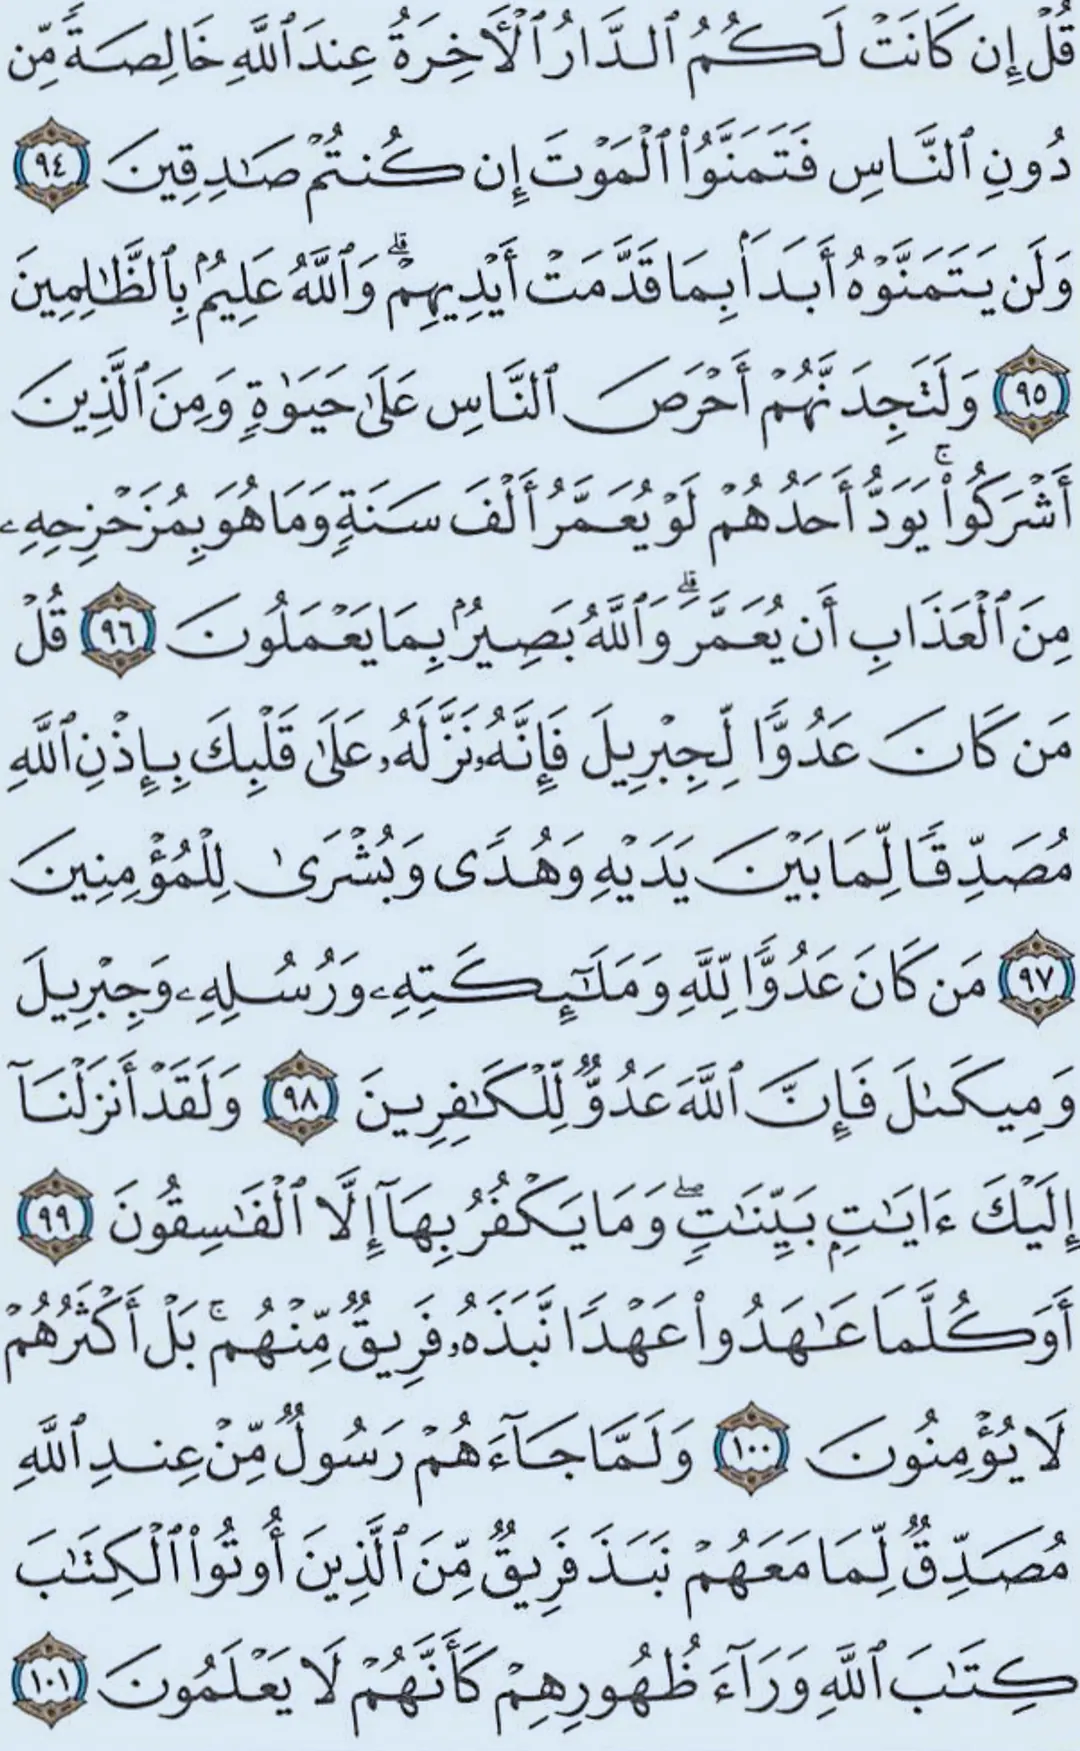 قُلْ إِن كَانَتْ لَكُمُ ٱلدَّارُ ٱلْأَخِرَةُ عِندَ ٱللَّهِ خَالِصَةً مِّن
دُونِ ٱلنَّاسِ فَتَمَنَّوُا۟ ٱلْمَوْتَ إِن كُنتُمْ صَـٰدِقِينَ ٩٤
وَلَن يَتَمَنَّوْهُ أَبَدَۢا بِمَا قَدَّمَتْ أَيْدِيهِمْ ۗ وَٱللَّهُ عَلِيمُۢ بِٱلظَّـٰلِمِينَ
٩٥ وَلَتَجِدَنَّهُمْ أَحْرَصَ ٱلنَّاسِ عَلَىٰ حَيَوٰةٍ وَمِنَ ٱلَّذِينَ
أَشْرَكُوا۟ ۚ يَوَدُّ أَحَدُهُمْ لَوْ يُعَمَّرُ أَلْفَ سَنَةٍ وَمَا هُوَ بِمُزَحْزِحِهِۦ
مِنَ ٱلْعَذَابِ أَن يُعَمَّرَ ۗ وَٱللَّهُ بَصِيرُۢ بِمَا يَعْمَلُونَ ٩٦ قُلْ
مَن كَانَ عَدُوًّا لِّجِبْرِيلَ فَإِنَّهُۥ نَزَّلَهُۥ عَلَىٰ قَلْبِكَ بِإِذْنِ ٱللَّهِ
مُصَدِّقًا لِّمَا بَيْنَ يَدَيْهِ وَهُدًى وَبُشْرَىٰ لِلْمُؤْمِنِينَ
٩٧ مَن كَانَ عَدُوًّا لِّلَّهِ وَمَلَـٰٓئِكَتِهِۦ وَرُسُلِهِۦ وَجِبْرِيلَ
وَمِيكَىٰلَ فَإِنَّ ٱللَّهَ عَدُوٌّ لِّلْكَـٰفِرِينَ ٩٨ وَلَقَدْ أَنزَلْنَآ
إِلَيْكَ ءَايَـٰتٍۭ بَيِّنَـٰتٍ ۖ وَمَا يَكْفُرُ بِهَآ إِلَّا ٱلْفَـٰسِقُونَ ٩٩
أَوَكُلَّمَا عَـٰهَدُوا۟ عَهْدًا نَّبَذَهُۥ فَرِيقٌ مِّنْهُم ۚ بَلْ أَكْثَرُهُمْ
لَا يُؤْمِنُونَ ١٠٠ وَلَمَّا جَآءَهُمْ رَسُولٌ مِّنْ عِندِ ٱللَّهِ
مُصَدِّقٌ لِّمَا مَعَهُمْ نَبَذَ فَرِيقٌ مِّنَ ٱلَّذِينَ أُوتُوا۟ ٱلْكِتَـٰبَ
كِتَـٰبَ ٱللَّهِ وَرَآءَ ظُهُورِهِمْ كَأَنَّهُمْ لَا يَعْلَمُونَ ١٠١